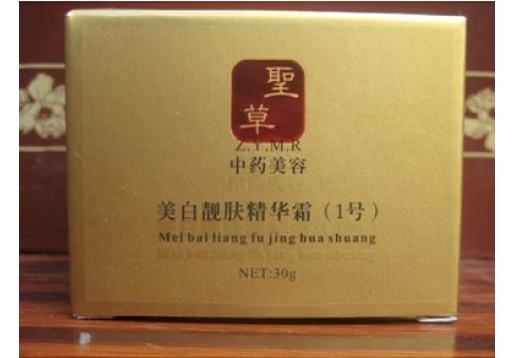 聖
草
Z.Y.M.R
中药美容
美白靓肤精华霜（1号）
Mei bai liang fu jing hua shuang
NET:30g